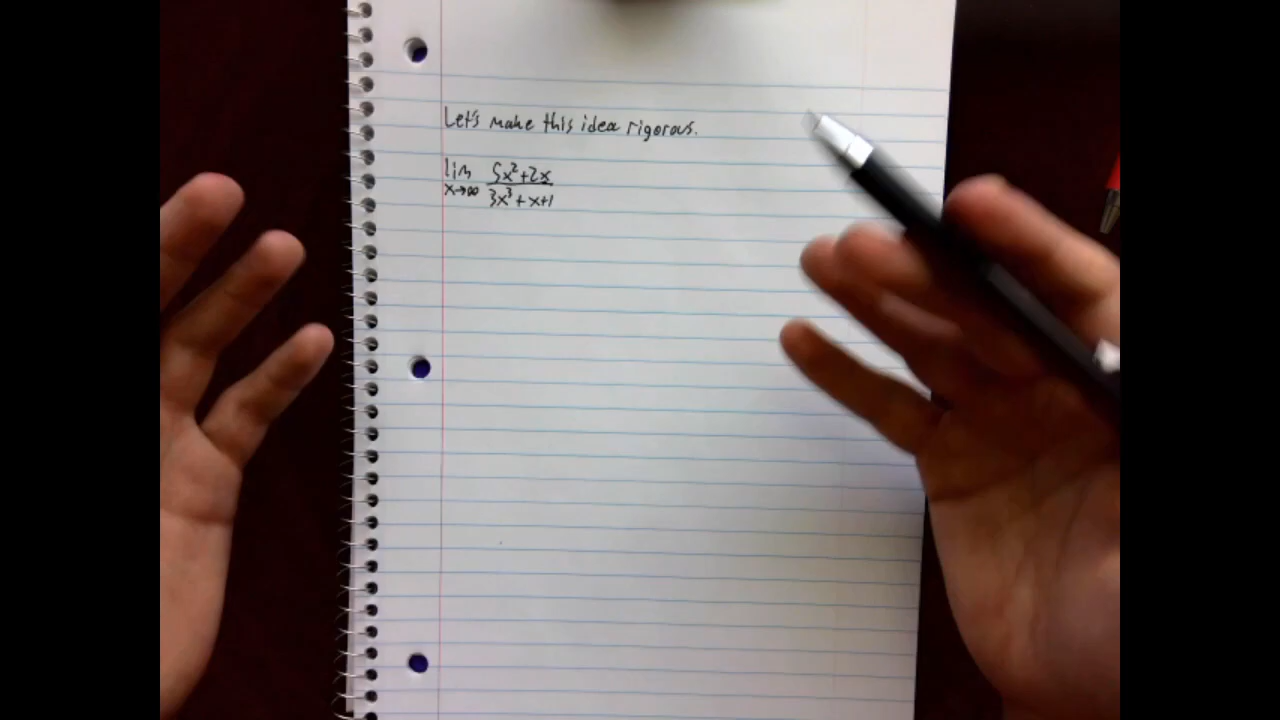 Let's make this idea rigorous.
lim x→∞ (5x²+2x)/(3x³+x+1)